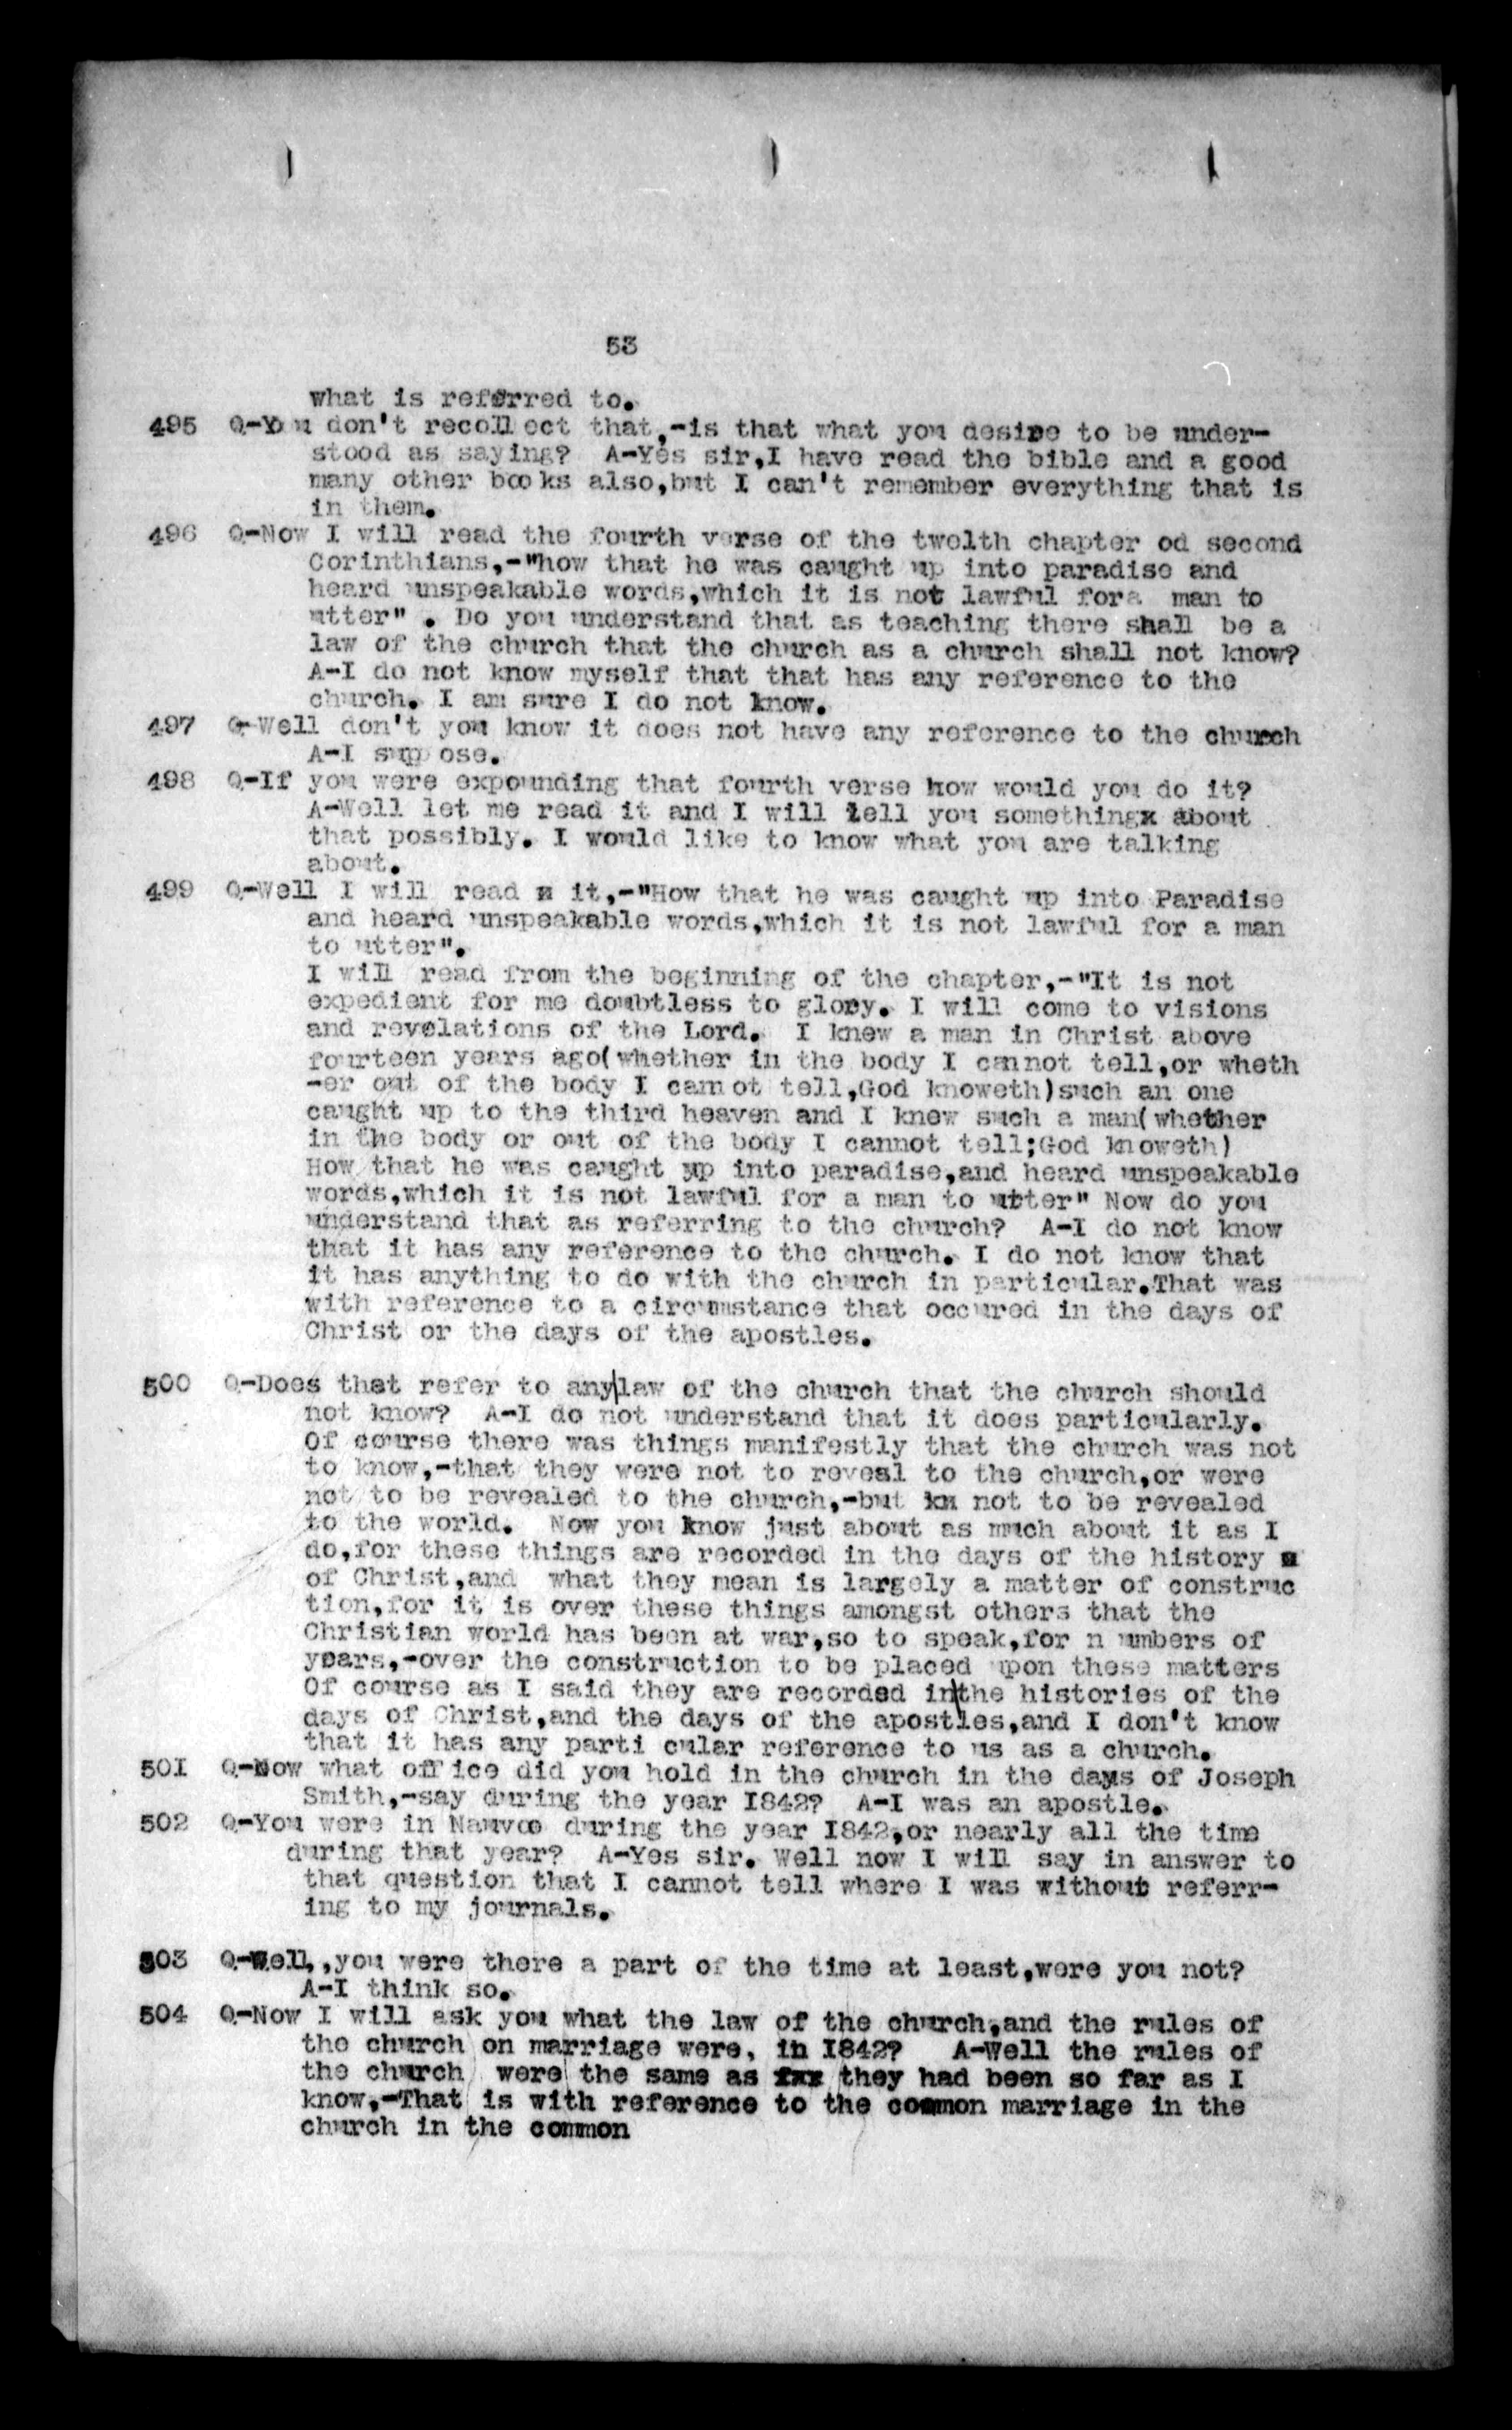 53
what is referred to.
495 Q-You don't recollect that,-is that what you desire to be under-
stood as saying? A-Yes sir,I have read the bible and a good
many other books also,but I can't remember everything that is
in them.
496 Q-Now I will read the fourth verse of the twelth chapter od second
Corinthians,-"how that he was caught up into paradise and
heard unspeakable words,which it is not lawful fora man to
utter" . Do you understand that as teaching there shall be a
law of the church that the church as a church shall not know?
A-I do not know myself that that has any reference to the
church. I am sure I do not know.
497 Q-Well don't you know it does not have any reference to the church
A-I suppose.
498 Q-If you were expounding that fourth verse how would you do it?
A-Well let me read it and I will tell you somethingx about
that possibly. I would like to know what you are talking
about.
499 Q-Well I will read x it,-"How that he was caught up into Paradise
and heard unspeakable words,which it is not lawful for a man
to utter".
I will read from the beginning of the chapter,-"It is not
expedient for me doubtless to glory. I will come to visions
and revelations of the Lord. I knew a man in Christ above
fourteen years ago(whether in the body I cannot tell,or wheth
-er out of the body I cannot tell,God knoweth)such an one
caught up to the third heaven and I knew such a man(whether
in the body or out of the body I cannot tell;God knoweth)
How that he was caught up into paradise,and heard unspeakable
words,which it is not lawful for a man to utter" Now do you
understand that as referring to the church? A-I do not know
that it has any reference to the church. I do not know that
it has anything to do with the church in particular.That was
with reference to a circumstance that occured in the days of
Christ or the days of the apostles.
500 Q-Does that refer to any|law of the church that the church should
not know? A-I do not understand that it does particularly.
Of course there was things manifestly that the church was not
to know,-that they were not to reveal to the church,or were
not to be revealed to the church,-but kn not to be revealed
to the world. Now you know just about as much about it as I
do,for these things are recorded in the days of the history x
of Christ,and what they mean is largely a matter of construc
tion,for it is over these things amongst others that the
Christian world has been at war,so to speak,for numbers of
years,-over the construction to be placed upon these matters
Of course as I said they are recorded in|the histories of the
days of Christ,and the days of the apostles,and I don't know
that it has any parti cular reference to us as a church.
501 Q-Now what office did you hold in the church in the days of Joseph
Smith,-say during the year 1842? A-I was an apostle.
502 Q-You were in Nauvoo during the year 1842,or nearly all the time
during that year? A-Yes sir. Well now I will say in answer to
that question that I cannot tell where I was without referr-
ing to my journals.
503 Q-Well,,you were there a part of the time at least,were you not?
A-I think so.
504 Q-Now I will ask you what the law of the church,and the rules of
the church on marriage were, in 1842? A-Well the rules of
the church were the same as fxx they had been so far as I
know,-That is with reference to the common marriage in the
church in the common